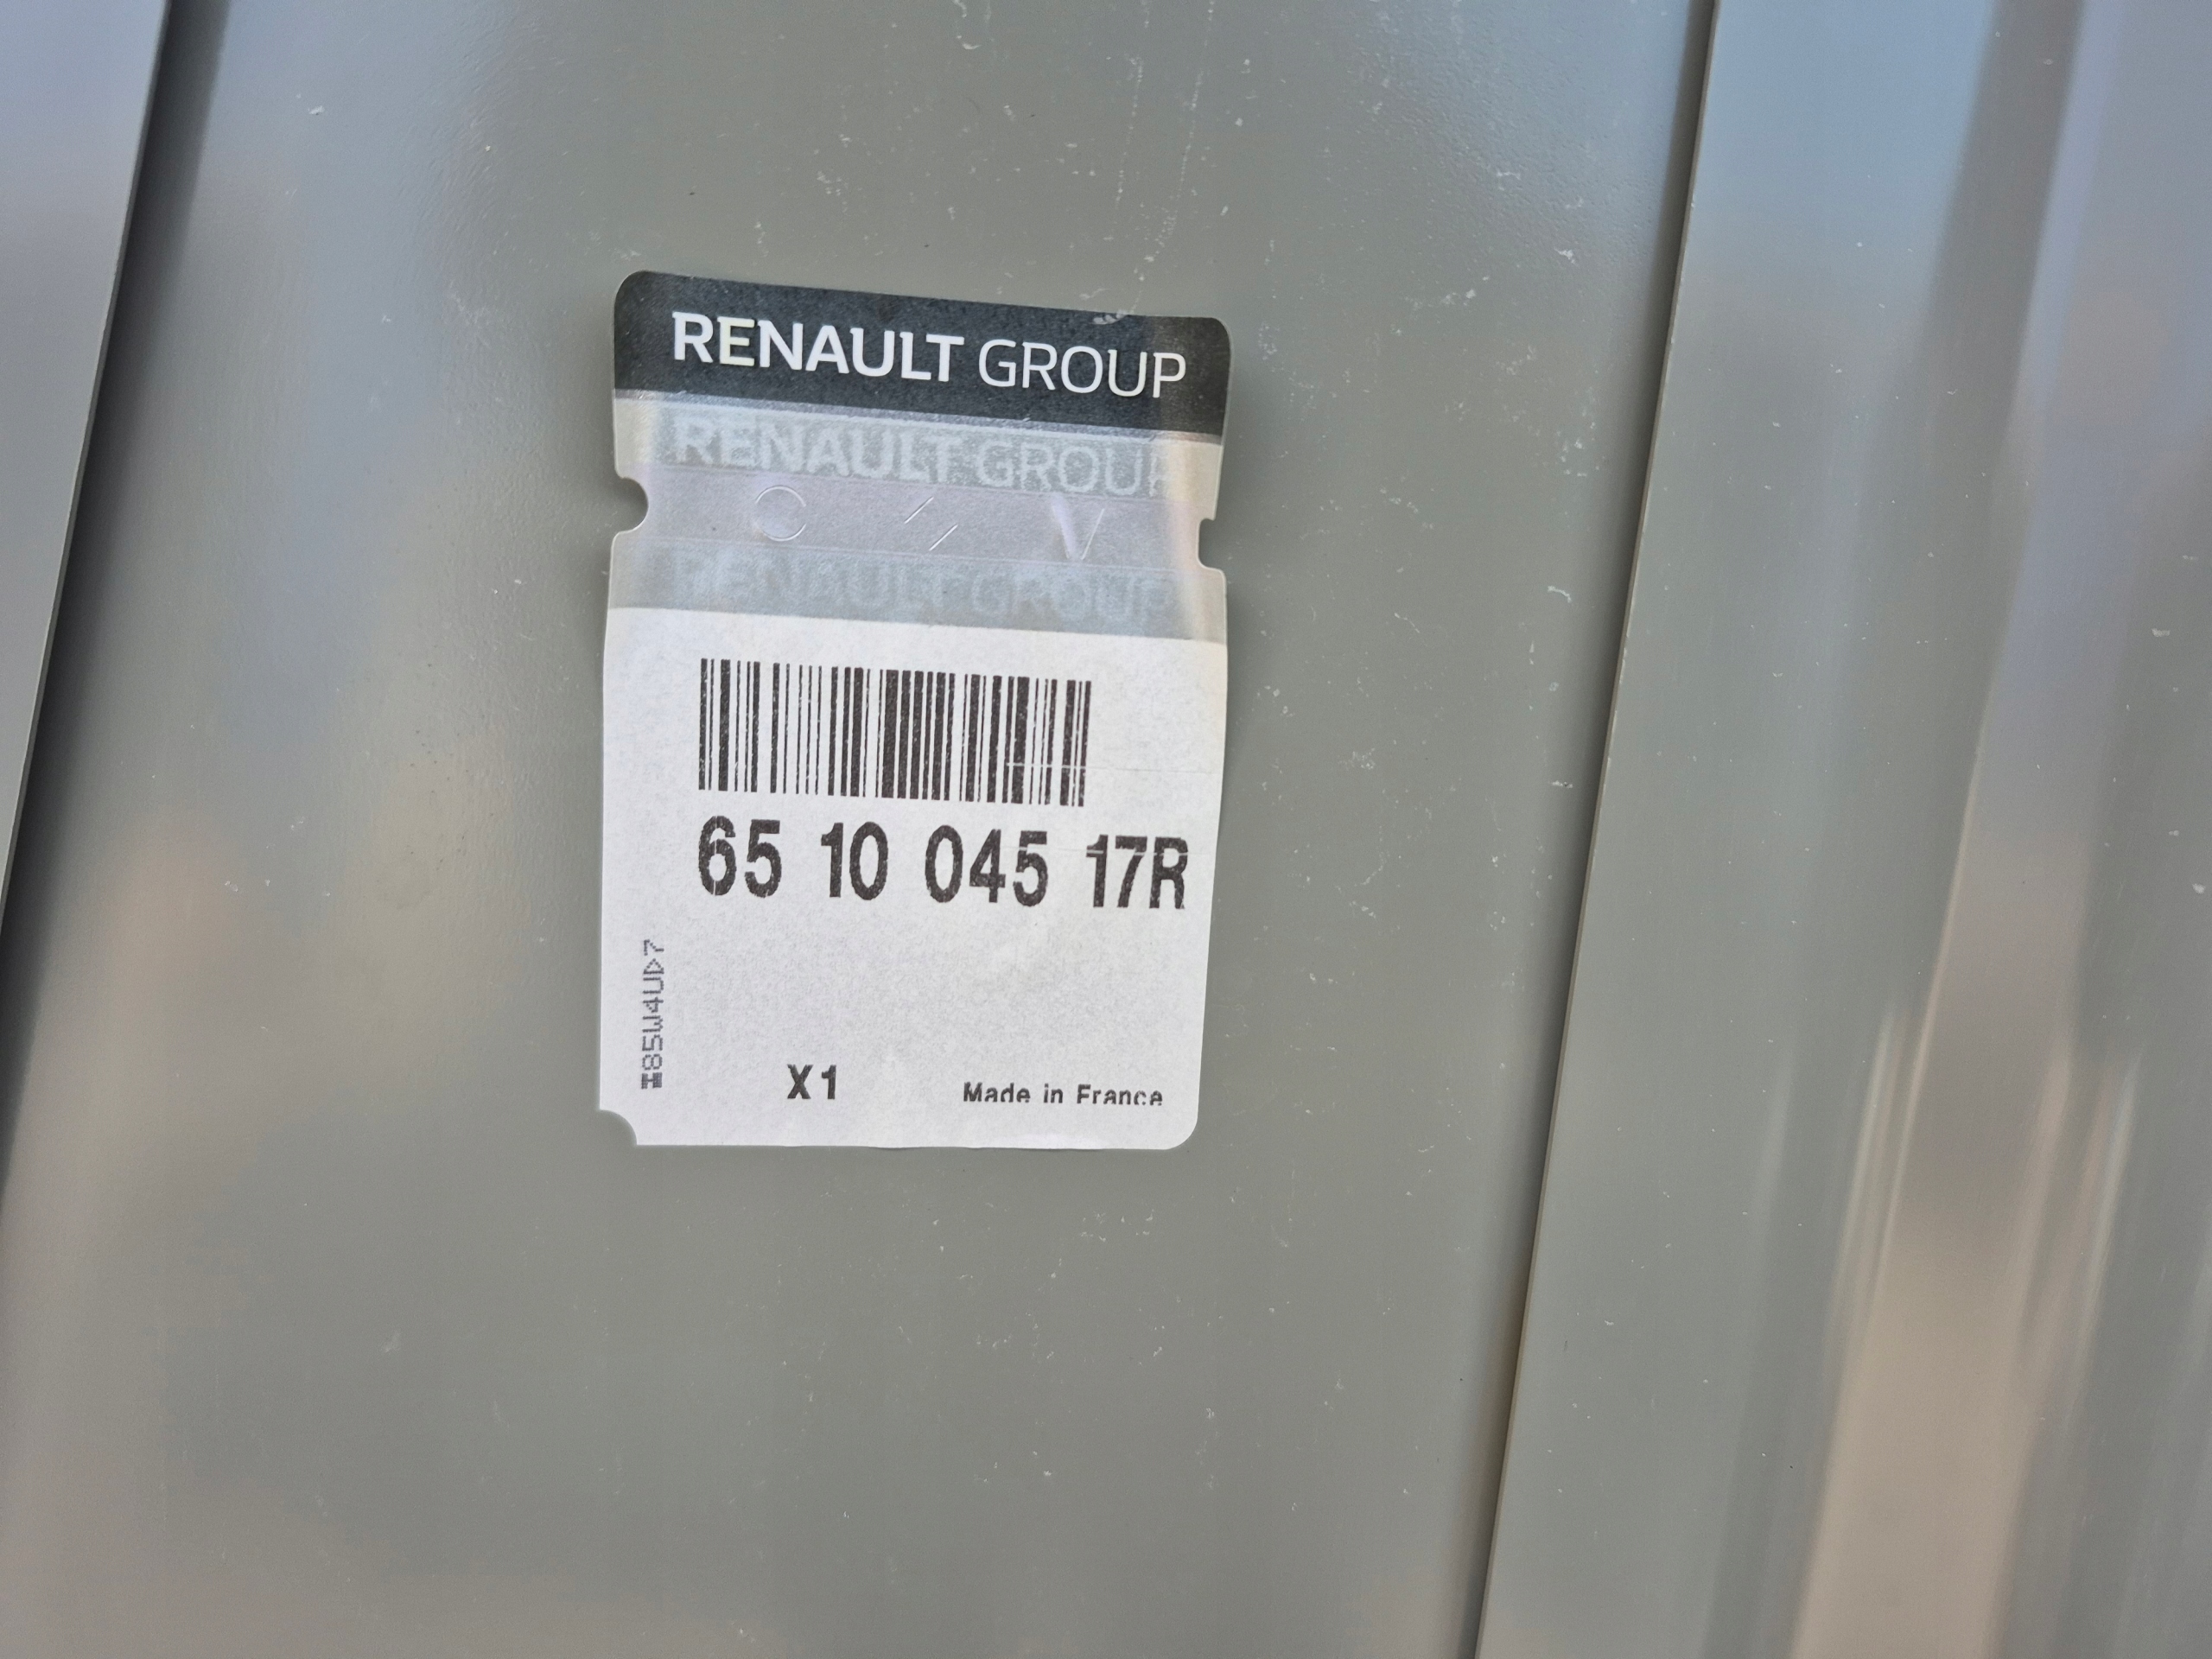 RENAULT GROUP
RENAULT GROUP
RENAULT GROUP
65 10 045 17R
X1
Made in France